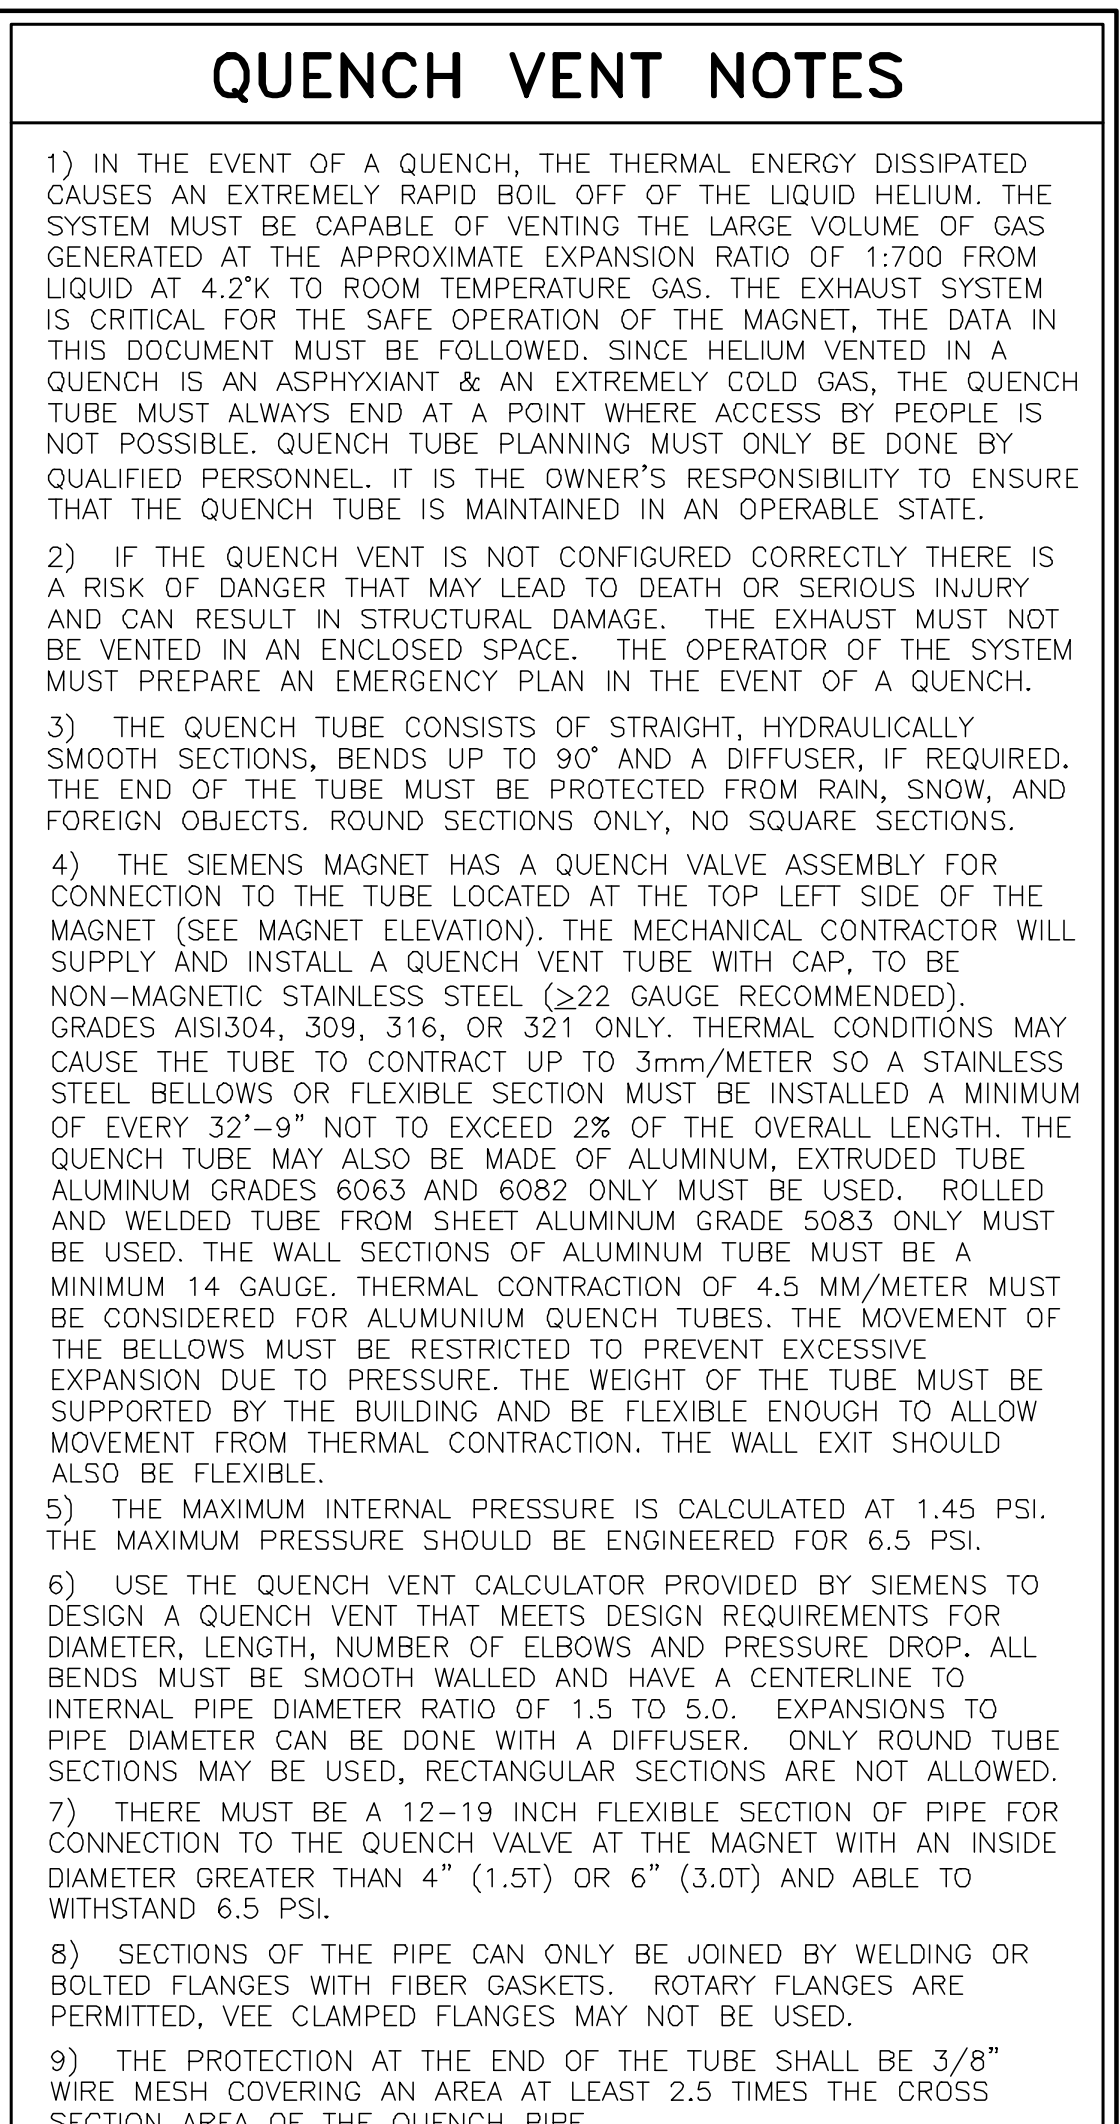 QUENCH VENT NOTES
1) IN THE EVENT OF A QUENCH, THE THERMAL ENERGY DISSIPATED
CAUSES AN EXTREMELY RAPID BOIL OFF OF THE LIQUID HELIUM. THE
SYSTEM MUST BE CAPABLE OF VENTING THE LARGE VOLUME OF GAS
GENERATED AT THE APPROXIMATE EXPANSION RATIO OF 1:700 FROM
LIQUID AT 4.2°K TO ROOM TEMPERATURE GAS. THE EXHAUST SYSTEM
IS CRITICAL FOR THE SAFE OPERATION OF THE MAGNET, THE DATA IN
THIS DOCUMENT MUST BE FOLLOWED. SINCE HELIUM VENTED IN A
QUENCH IS AN ASPHYXIANT & AN EXTREMELY COLD GAS, THE QUENCH
TUBE MUST ALWAYS END AT A POINT WHERE ACCESS BY PEOPLE IS
NOT POSSIBLE. QUENCH TUBE PLANNING MUST ONLY BE DONE BY
QUALIFIED PERSONNEL. IT IS THE OWNER'S RESPONSIBILITY TO ENSURE
THAT THE QUENCH TUBE IS MAINTAINED IN AN OPERABLE STATE.
2) IF THE QUENCH VENT IS NOT CONFIGURED CORRECTLY THERE IS
A RISK OF DANGER THAT MAY LEAD TO DEATH OR SERIOUS INJURY
AND CAN RESULT IN STRUCTURAL DAMAGE. THE EXHAUST MUST NOT
BE VENTED IN AN ENCLOSED SPACE. THE OPERATOR OF THE SYSTEM
MUST PREPARE AN EMERGENCY PLAN IN THE EVENT OF A QUENCH.
3) THE QUENCH TUBE CONSISTS OF STRAIGHT, HYDRAULICALLY
SMOOTH SECTIONS, BENDS UP TO 90° AND A DIFFUSER, IF REQUIRED.
THE END OF THE TUBE MUST BE PROTECTED FROM RAIN, SNOW, AND
FOREIGN OBJECTS. ROUND SECTIONS ONLY, NO SQUARE SECTIONS.
4) THE SIEMENS MAGNET HAS A QUENCH VALVE ASSEMBLY FOR
CONNECTION TO THE TUBE LOCATED AT THE TOP LEFT SIDE OF THE
MAGNET (SEE MAGNET ELEVATION). THE MECHANICAL CONTRACTOR WILL
SUPPLY AND INSTALL A QUENCH VENT TUBE WITH CAP, TO BE
NON-MAGNETIC STAINLESS STEEL (≥22 GAUGE RECOMMENDED).
GRADES AISI304, 309, 316, OR 321 ONLY. THERMAL CONDITIONS MAY
CAUSE THE TUBE TO CONTRACT UP TO 3mm/METER SO A STAINLESS
STEEL BELLOWS OR FLEXIBLE SECTION MUST BE INSTALLED A MINIMUM
OF EVERY 32'-9" NOT TO EXCEED 2% OF THE OVERALL LENGTH. THE
QUENCH TUBE MAY ALSO BE MADE OF ALUMINUM, EXTRUDED TUBE
ALUMINUM GRADES 6063 AND 6082 ONLY MUST BE USED. ROLLED
AND WELDED TUBE FROM SHEET ALUMINUM GRADE 5083 ONLY MUST
BE USED. THE WALL SECTIONS OF ALUMINUM TUBE MUST BE A
MINIMUM 14 GAUGE. THERMAL CONTRACTION OF 4.5 MM/METER MUST
BE CONSIDERED FOR ALUMUNIUM QUENCH TUBES. THE MOVEMENT OF
THE BELLOWS MUST BE RESTRICTED TO PREVENT EXCESSIVE
EXPANSION DUE TO PRESSURE. THE WEIGHT OF THE TUBE MUST BE
SUPPORTED BY THE BUILDING AND BE FLEXIBLE ENOUGH TO ALLOW
MOVEMENT FROM THERMAL CONTRACTION. THE WALL EXIT SHOULD
ALSO BE FLEXIBLE.
5) THE MAXIMUM INTERNAL PRESSURE IS CALCULATED AT 1.45 PSI.
THE MAXIMUM PRESSURE SHOULD BE ENGINEERED FOR 6.5 PSI.
6) USE THE QUENCH VENT CALCULATOR PROVIDED BY SIEMENS TO
DESIGN A QUENCH VENT THAT MEETS DESIGN REQUIREMENTS FOR
DIAMETER, LENGTH, NUMBER OF ELBOWS AND PRESSURE DROP. ALL
BENDS MUST BE SMOOTH WALLED AND HAVE A CENTERLINE TO
INTERNAL PIPE DIAMETER RATIO OF 1.5 TO 5.0. EXPANSIONS TO
PIPE DIAMETER CAN BE DONE WITH A DIFFUSER. ONLY ROUND TUBE
SECTIONS MAY BE USED, RECTANGULAR SECTIONS ARE NOT ALLOWED.
7) THERE MUST BE A 12-19 INCH FLEXIBLE SECTION OF PIPE FOR
CONNECTION TO THE QUENCH VALVE AT THE MAGNET WITH AN INSIDE
DIAMETER GREATER THAN 4" (1.5T) OR 6" (3.0T) AND ABLE TO
WITHSTAND 6.5 PSI.
8) SECTIONS OF THE PIPE CAN ONLY BE JOINED BY WELDING OR
BOLTED FLANGES WITH FIBER GASKETS. ROTARY FLANGES ARE
PERMITTED, VEE CLAMPED FLANGES MAY NOT BE USED.
9) THE PROTECTION AT THE END OF THE TUBE SHALL BE 3/8"
WIRE MESH COVERING AN AREA AT LEAST 2.5 TIMES THE CROSS
SECTION AREA OF THE QUENCH PIPE